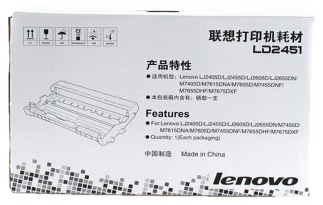 联想打印机耗材
LD2451
产品特性
● 适用机型：Lenovo LJ2405D/LJ2455D/LJ2605D/LJ2655DN/
M7405D/M7615DNA/M7605D/M7455DNF/
M7655DHF/M7675DXF
● 本包装箱内含有：硒鼓一支
Features
● For Lenovo LJ2405D/LJ2455D/LJ2605D/LJ2655DN/M7405D/
M7615DNA/M7605D/M7455DNF/M7655DHF/M7675DXF
● Quantity: 1(Each packaging)
中国制造 Made in China
lenovo